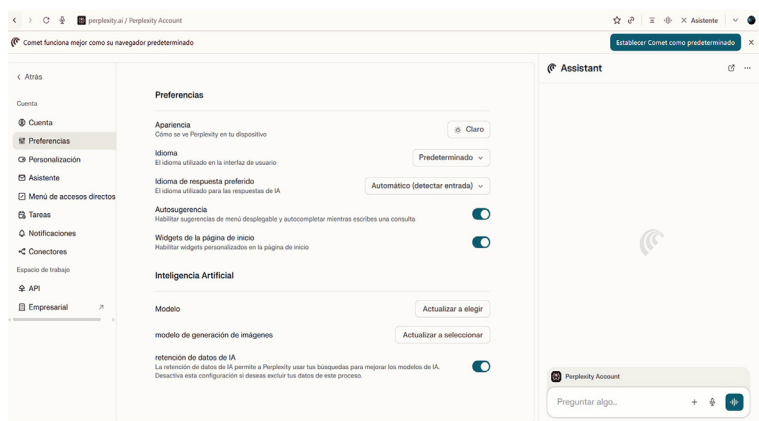 perplexity.ai / Perplexity Account
Asistente
Comet funciona mejor como su navegador predeterminado
Establecer Comet como predeterminado
Atrás
Cuenta
Cuenta
Preferencias
Personalización
Asistente
Menú de accesos directos
Tareas
Notificaciones
Conectores
Espacio de trabajo
API
Empresarial
Preferencias
Apariencia
Cómo se ve Perplexity en tu dispositivo
Claro
Idioma
El idioma utilizado en la interfaz de usuario
Predeterminado
Idioma de respuesta preferido
El idioma utilizado para las respuestas de IA
Automático (detectar entrada)
Autosugerencia
Habilitar sugerencias de menú desplegable y autocompletar mientras escribes una consulta
Widgets de la página de inicio
Habilitar widgets personalizados en la página de inicio
Inteligencia Artificial
Modelo
Actualizar a elegir
modelo de generación de imágenes
Actualizar a seleccionar
retención de datos de IA
La retención de datos de IA permite a Perplexity usar tus búsquedas para mejorar los modelos de IA.
Desactiva esta configuración si deseas excluir tus datos de este proceso.
Assistant
Perplexity Account
Preguntar algo...